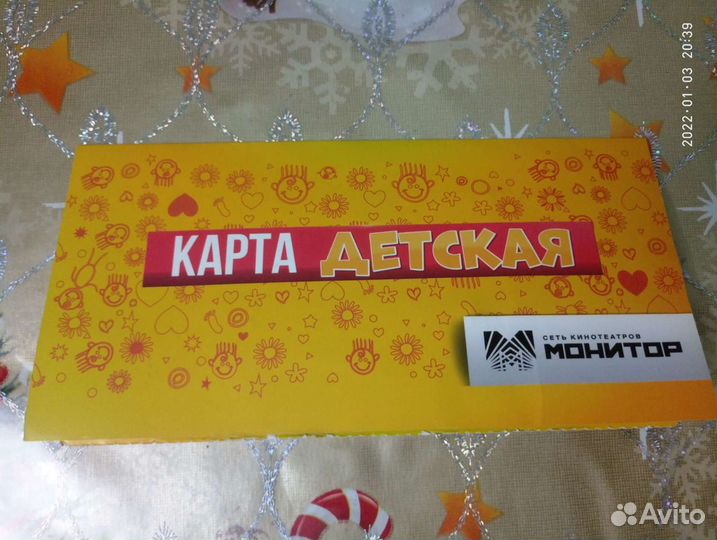 2022-01-03 20:39
КАРТА ДЕТСКАЯ
СЕТЬ КИНОТЕАТРОВ
МОНИТОР
Avito